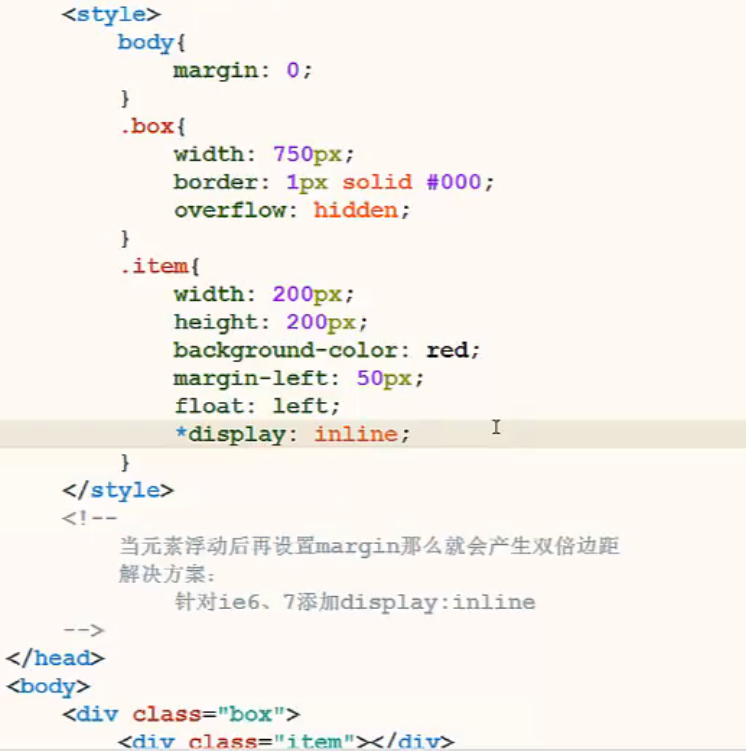 <style>
body{
margin: 0;
}
.box{
width: 750px;
border: 1px solid #000;
overflow: hidden;
}
.item{
width: 200px;
height: 200px;
background-color: red;
margin-left: 50px;
float: left;
*display: inline;
}
</style>
<!--
当元素浮动后再设置margin那么就会产生双倍边距
解决方案：
针对ie6、7添加display:inline
-->
</head>
<body>
<div class="box">
<div class="item"></div>